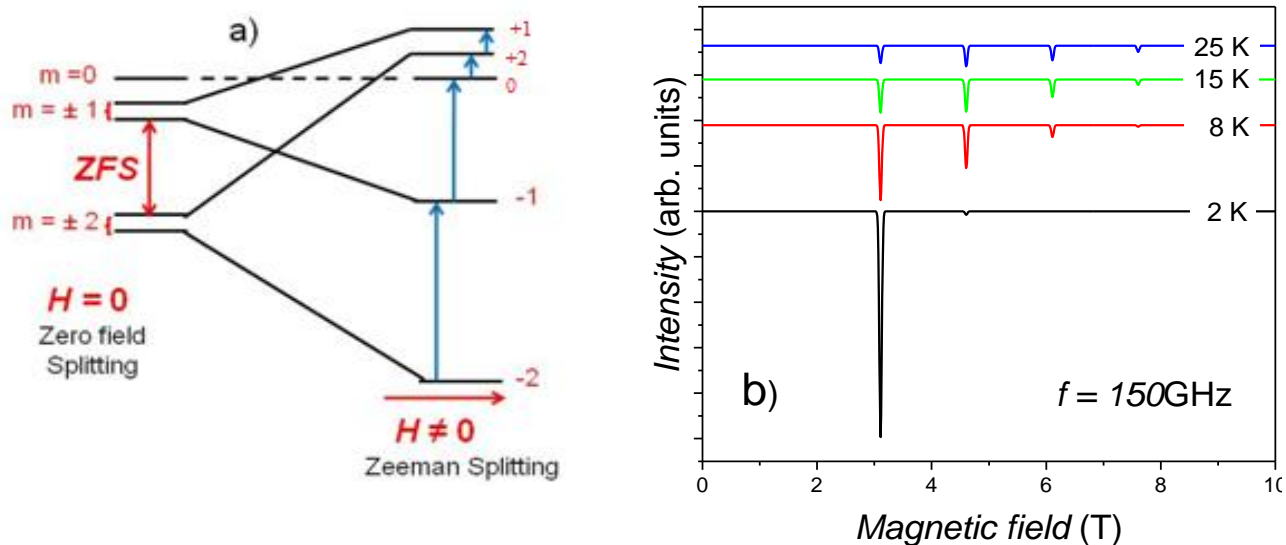 a)
+1
+2
m =0
0
m = ± 1{
ZFS
-1
m = ± 2{
H = 0
Zero field
Splitting
-2
H ≠ 0
Zeeman Splitting
Intensity (arb. units)
25 K
15 K
8 K
2 K
b)
f = 150GHz
0 2 4 6 8 10
Magnetic field (T)